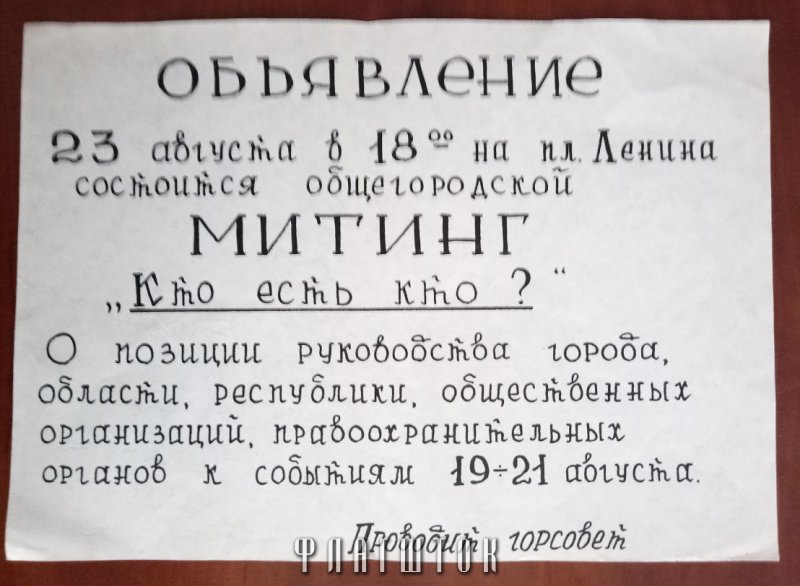 ОБЪЯВЛЕНИЕ
23 августа в 18⁰⁰ на пл. Ленина
состоится общегородской
МИТИНГ
„Кто есть кто?“
О позиции руководства города,
области, республики, общественных
организаций, правоохранительных
органов к событиям 19÷21 августа.
Проводит горсовет
ФЛАГШТОК